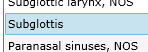 Subglottic larynx, NOS
Subglottis
Paranasal sinuses, NOS